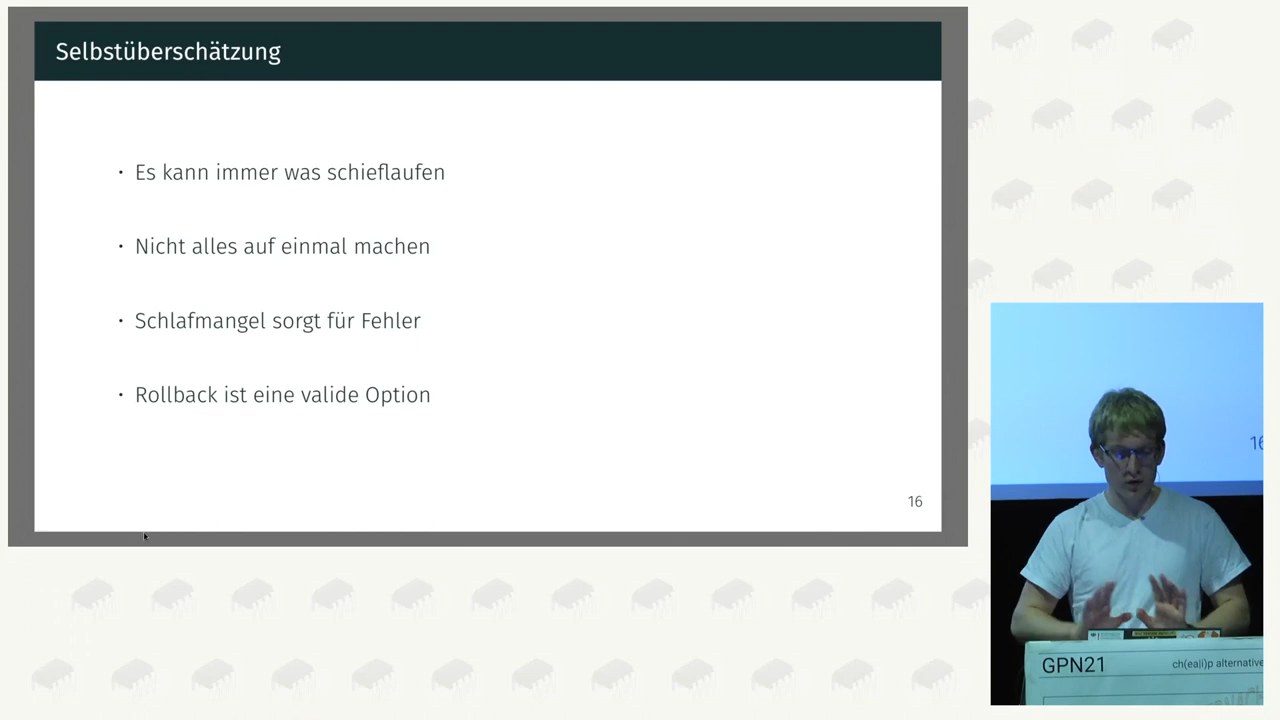 Selbstüberschätzung
· Es kann immer was schieflaufen
· Nicht alles auf einmal machen
· Schlafmangel sorgt für Fehler
· Rollback ist eine valide Option
16
16
GPN21
ch(ea|i)p alternative